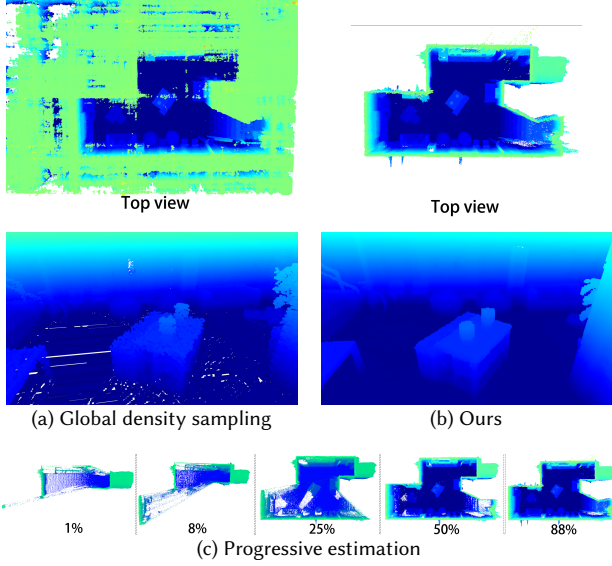 Top view
Top view
(a) Global density sampling
(b) Ours
1%
8%
25%
50%
88%
(c) Progressive estimation